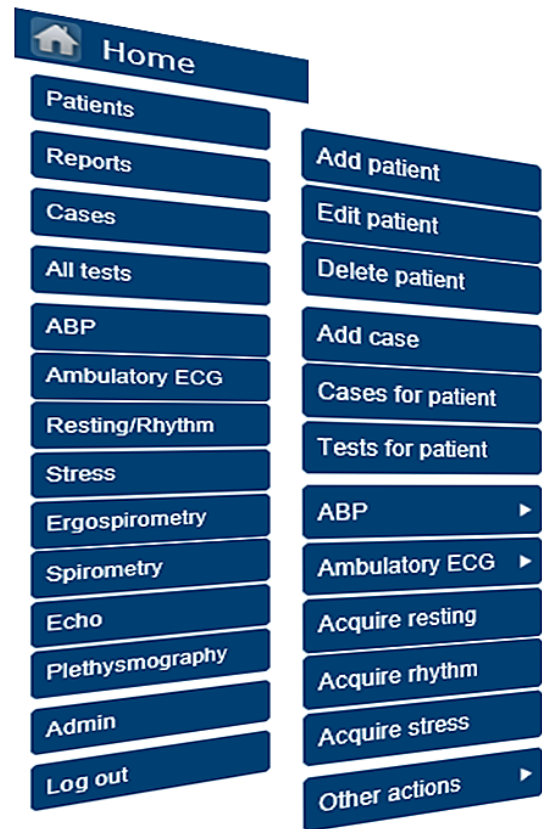 Home
Patients
Reports
Cases
All tests
ABP
Ambulatory ECG
Resting/Rhythm
Stress
Ergospirometry
Spirometry
Echo
Plethysmography
Admin
Log out
Add patient
Edit patient
Delete patient
Add case
Cases for patient
Tests for patient
ABP
Ambulatory ECG
Acquire resting
Acquire rhythm
Acquire stress
Other actions